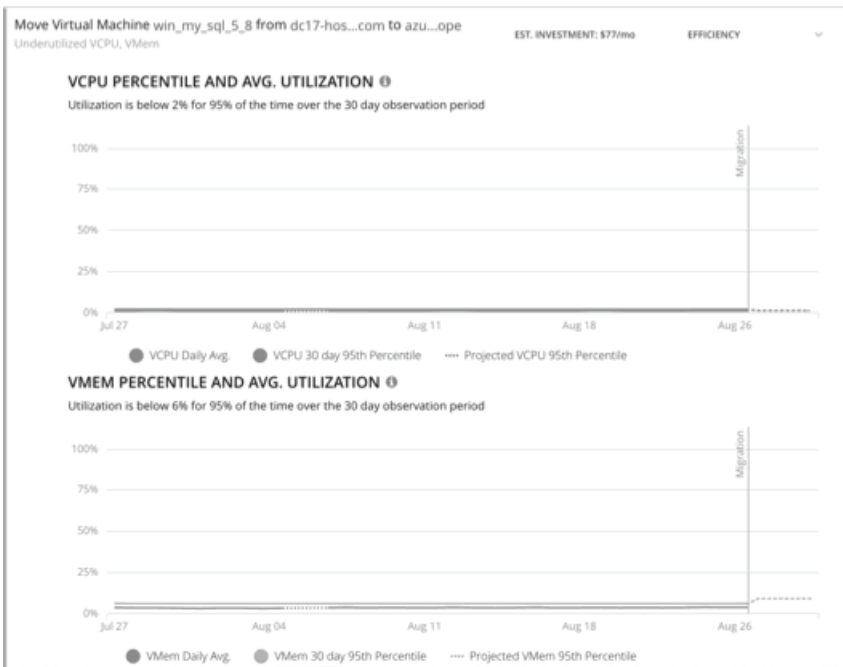 Move Virtual Machine win_my_sql_5_8 from dc17-hos...com to azu...ope
EST. INVESTMENT: $77/mo
EFFICIENCY
Underutilized VCPU, VMem
VCPU PERCENTILE AND AVG. UTILIZATION
Utilization is below 2% for 95% of the time over the 30 day observation period
Migration
100%
75%
50%
25%
0%
Jul 27 Aug 04 Aug 11 Aug 18 Aug 26
VCPU Daily Avg. VCPU 30 day 95th Percentile Projected VCPU 95th Percentile
VMEM PERCENTILE AND AVG. UTILIZATION
Utilization is below 6% for 95% of the time over the 30 day observation period
Migration
100%
75%
50%
25%
0%
Jul 27 Aug 04 Aug 11 Aug 18 Aug 26
VMem Daily Avg. VMem 30 day 95th Percentile Projected VMem 95th Percentile